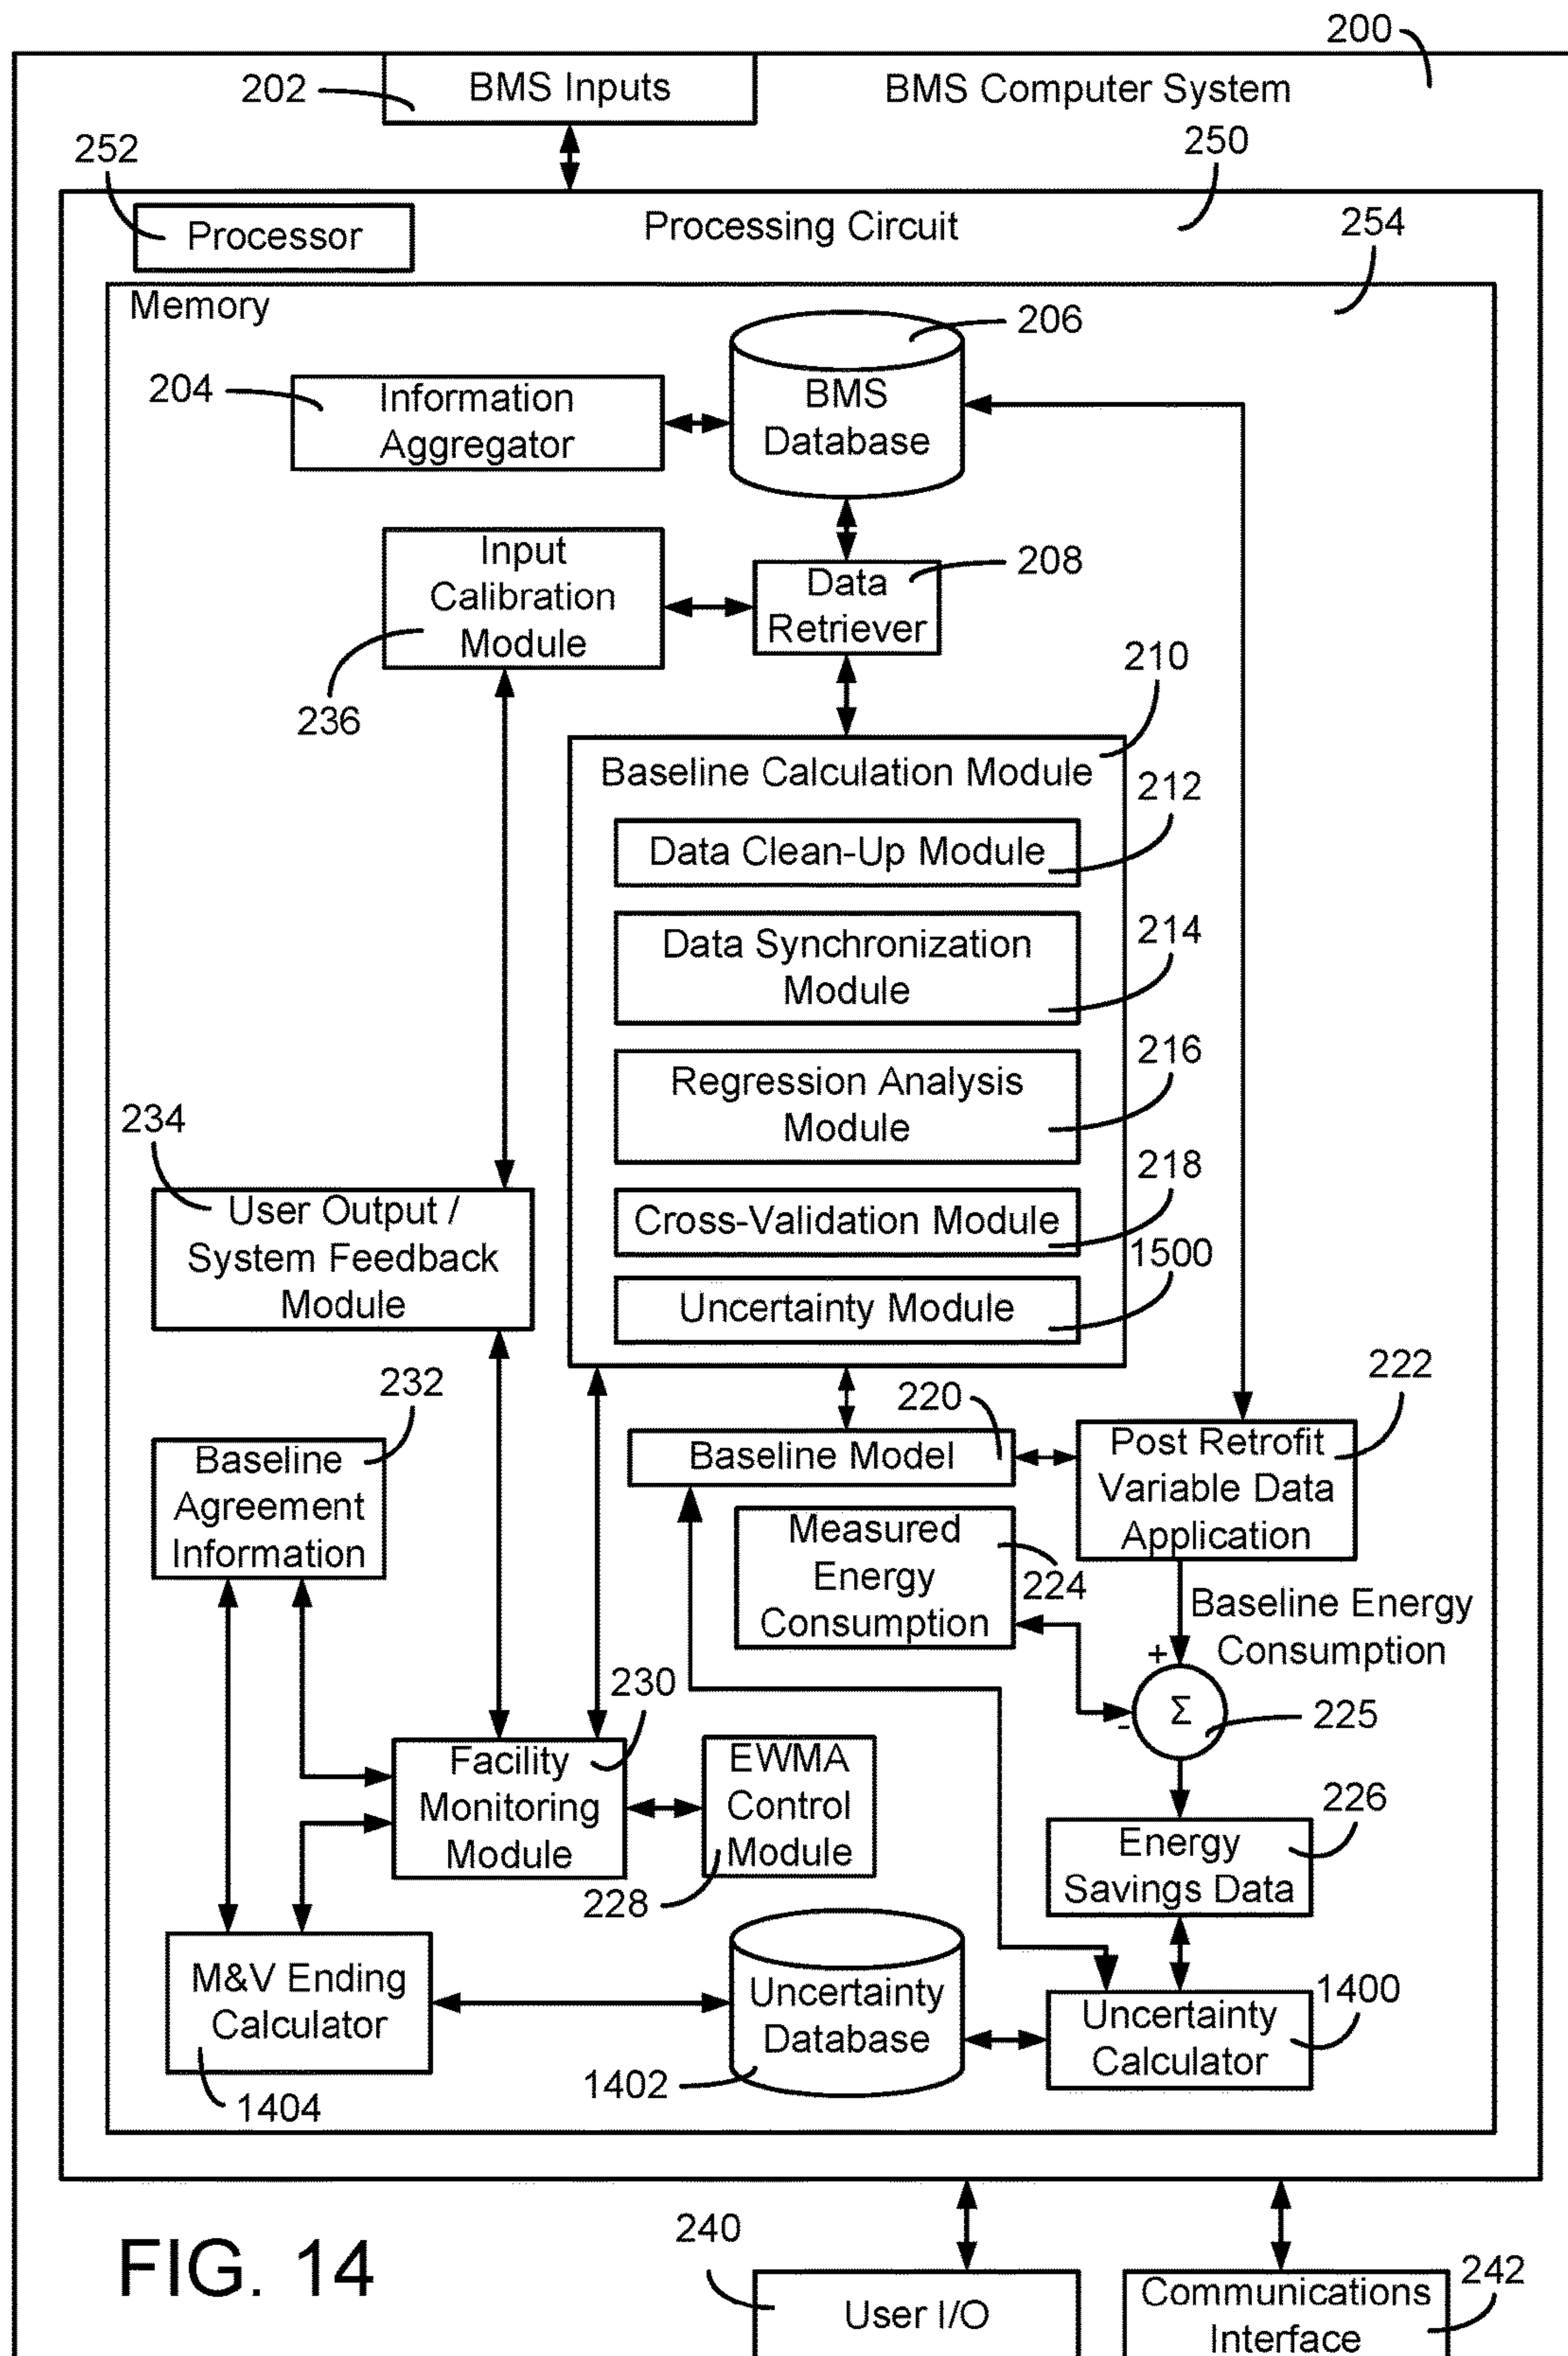 200
BMS Inputs
BMS Computer System
202
252
250
Processor
Processing Circuit
254
Memory
206
204
Information
Aggregator
BMS
Database
Input
Calibration
Module
208
Data
Retriever
236
210
Baseline Calculation Module
212
Data Clean-Up Module
214
Data Synchronization
Module
216
Regression Analysis
Module
234
218
User Output /
System Feedback
Module
Cross-Validation Module
1500
Uncertainty Module
232
220
222
Baseline
Agreement
Information
Baseline Model
Post Retrofit
Variable Data
Application
Measured
Energy
Consumption
224
Baseline Energy
Consumption
+
230
Σ
-
225
Facility
Monitoring
Module
EWMA
Control
Module
228
226
Energy
Savings Data
M&V Ending
Calculator
Uncertainty
Database
1400
Uncertainty
Calculator
1402
1404
FIG. 14
240
User I/O
242
Communications
Interface